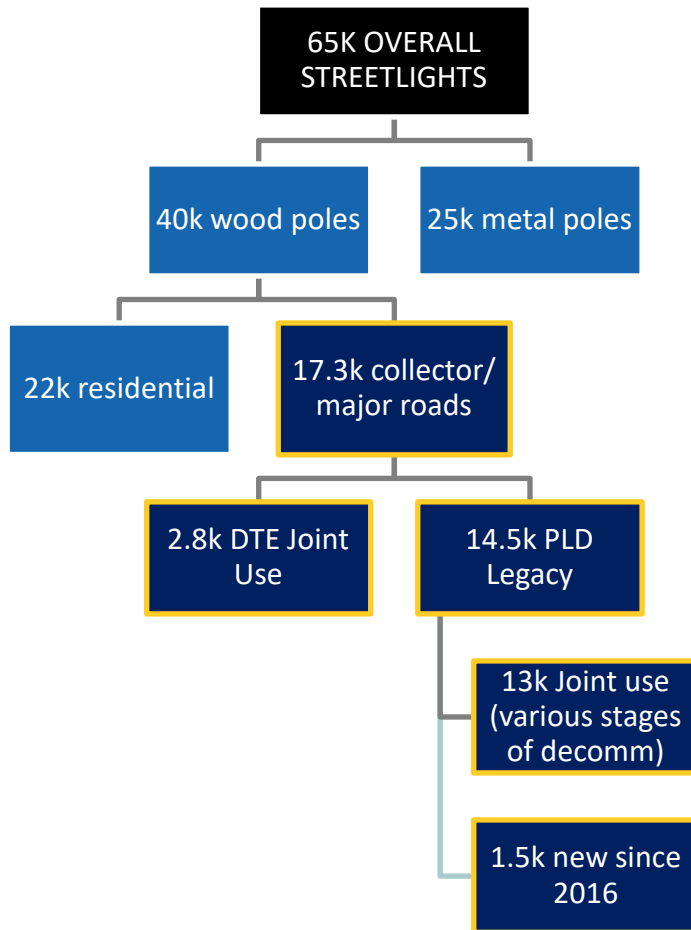 65K OVERALL
STREETLIGHTS
40k wood poles
25k metal poles
22k residential
17.3k collector/
major roads
2.8k DTE Joint
Use
14.5k PLD
Legacy
13k Joint use
(various stages
of decomm)
1.5k new since
2016